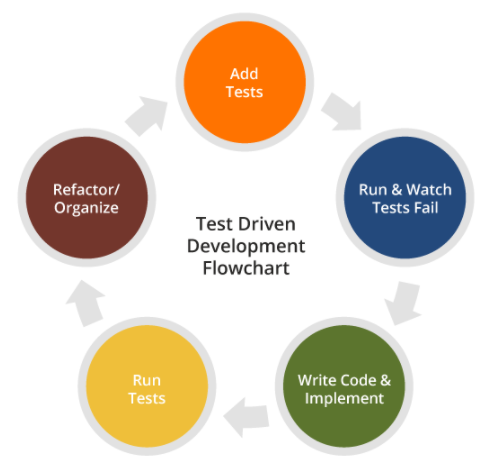 Add
Tests
Run & Watch
Tests Fail
Write Code &
Implement
Run
Tests
Refactor/
Organize
Test Driven
Development
Flowchart